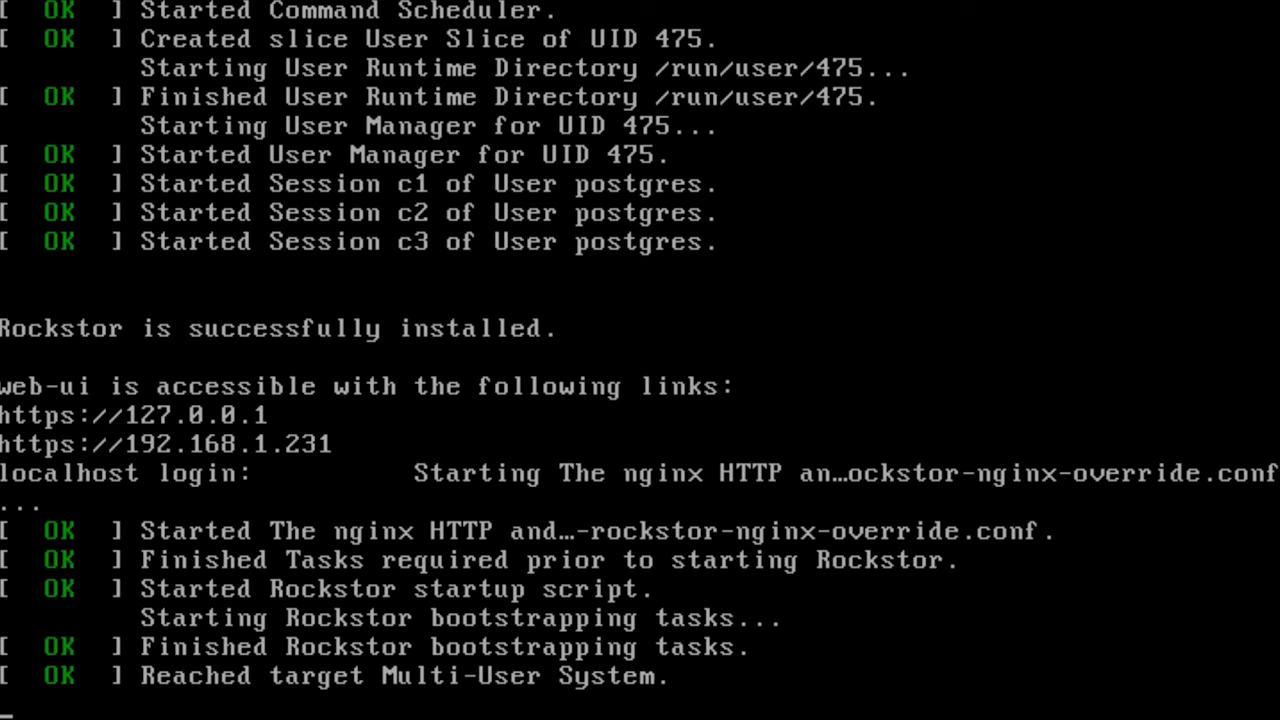 [  OK  ] Started Command Scheduler.
[  OK  ] Created slice User Slice of UID 475.
Starting User Runtime Directory /run/user/475...
[  OK  ] Finished User Runtime Directory /run/user/475.
Starting User Manager for UID 475...
[  OK  ] Started User Manager for UID 475.
[  OK  ] Started Session c1 of User postgres.
[  OK  ] Started Session c2 of User postgres.
[  OK  ] Started Session c3 of User postgres.
Rockstor is successfully installed.
web-ui is accessible with the following links:
https://127.0.0.1
https://192.168.1.231
localhost login:          Starting The nginx HTTP an…ockstor-nginx-override.conf
...
[  OK  ] Started The nginx HTTP and…-rockstor-nginx-override.conf.
[  OK  ] Finished Tasks required prior to starting Rockstor.
[  OK  ] Started Rockstor startup script.
Starting Rockstor bootstrapping tasks...
[  OK  ] Finished Rockstor bootstrapping tasks.
[  OK  ] Reached target Multi-User System.